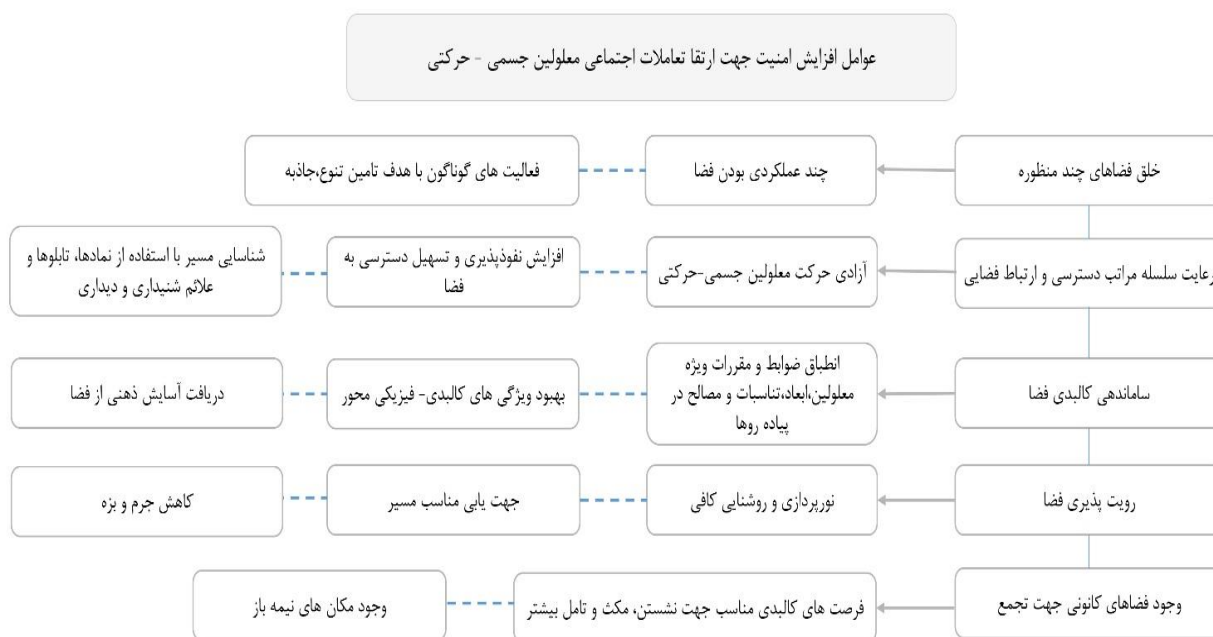 عوامل افزایش امنیت جهت ارتقا تعاملات اجتماعی معلولین جسمی - حرکتی
خلق فضاهای چند منظوره
چند عملکردی بودن فضا
فعالیت های گوناگون با هدف تامین تنوع،جاذبه
رعایت سلسله مراتب دسترسی و ارتباط فضایی
آزادی حرکت معلولین جسمی-حرکتی
افزایش نفوذپذیری و تسهیل دسترسی به
فضا
شناسایی مسیر با استفاده از نمادها، تابلوها و
علائم شنیداری و دیداری
ساماندهی کالبدی فضا
انطباق ضوابط و مقررات ویژه
معلولین،ابعاد،تناسبات و مصالح در
پیاده روها
بهبود ویژگی های کالبدی- فیزیکی محور
دریافت آسایش ذهنی از فضا
رویت پذیری فضا
نورپردازی و روشنایی کافی
جهت یابی مناسب مسیر
کاهش جرم و بزه
وجود فضاهای کانونی جهت تجمع
فرصت های کالبدی مناسب جهت نشستن، مکث و تامل بیشتر
وجود مکان های نیمه باز